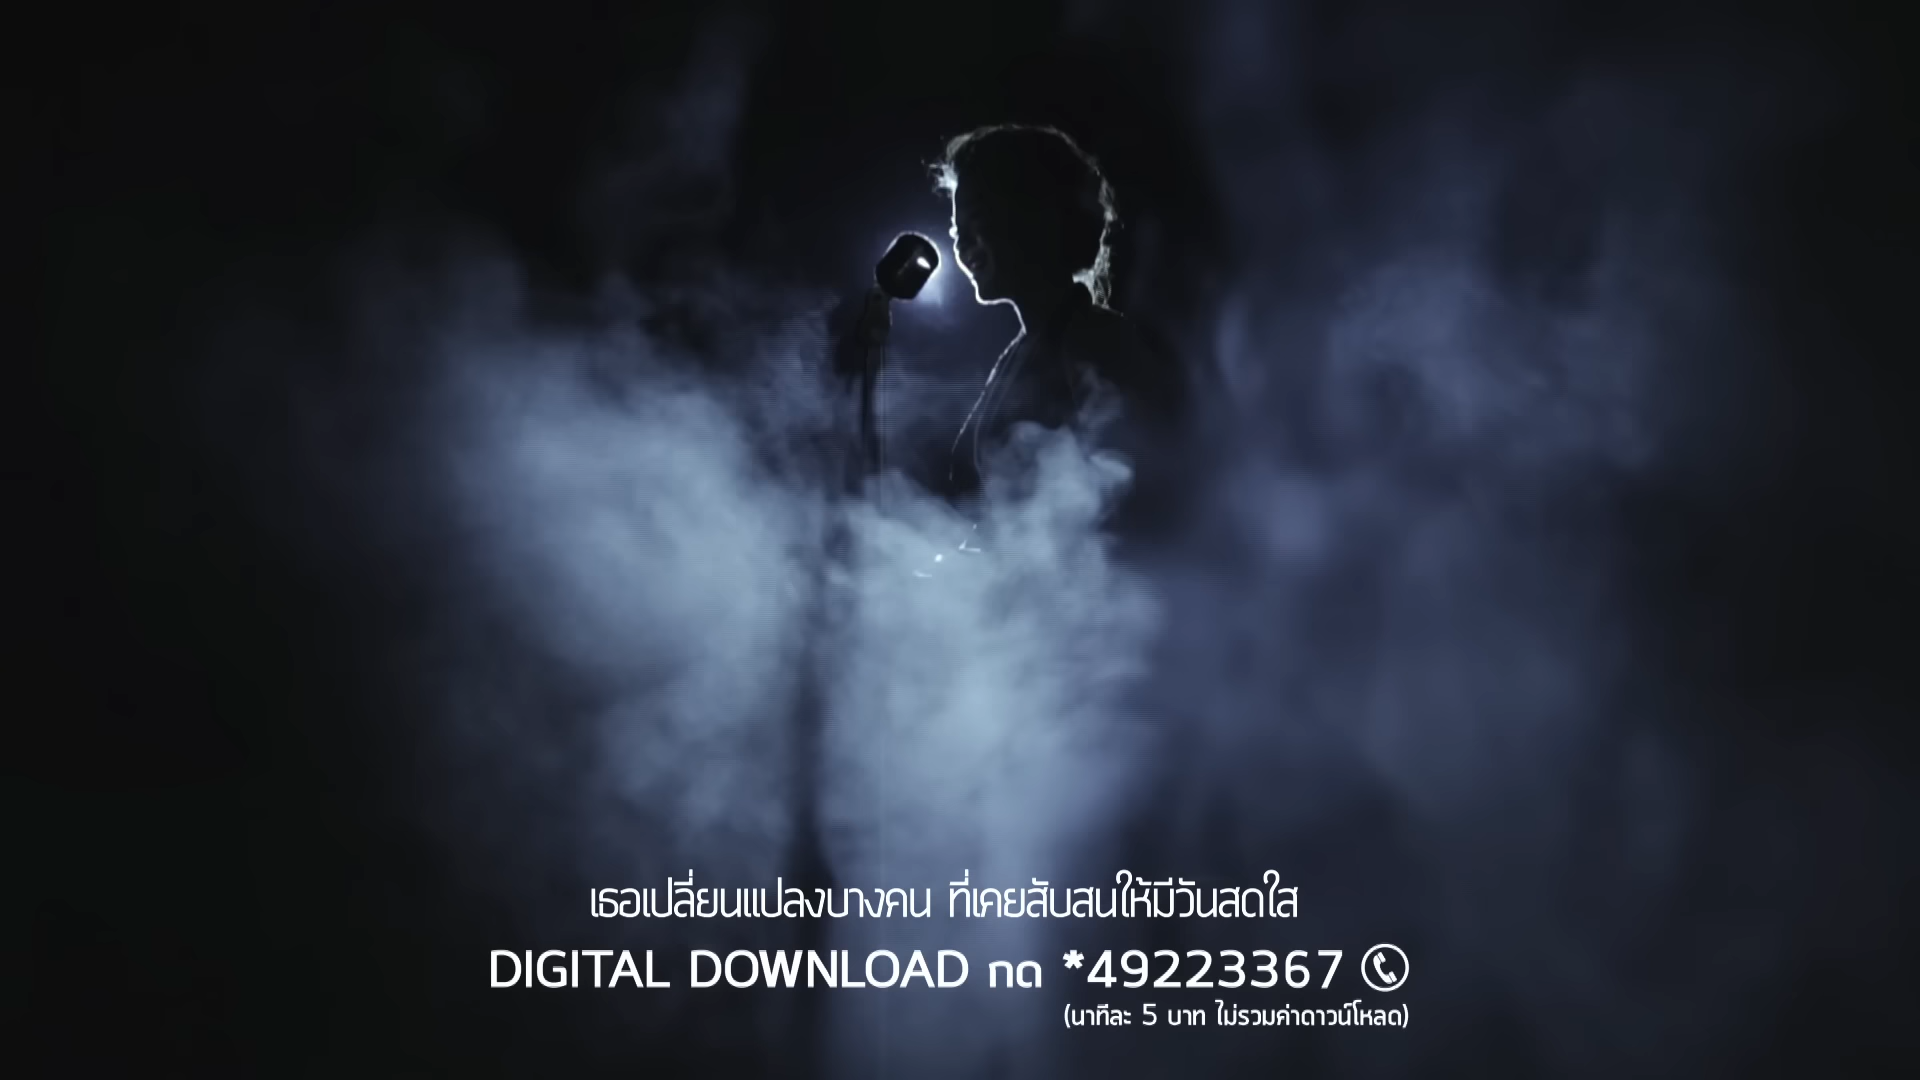 เธอเปลี่ยนแปลงบางคน ที่เคยสับสนให้มีวันสดใส
DIGITAL DOWNLOAD กด *49223367
(นาทีละ 5 บาท ไม่รวมค่าดาวน์โหลด)